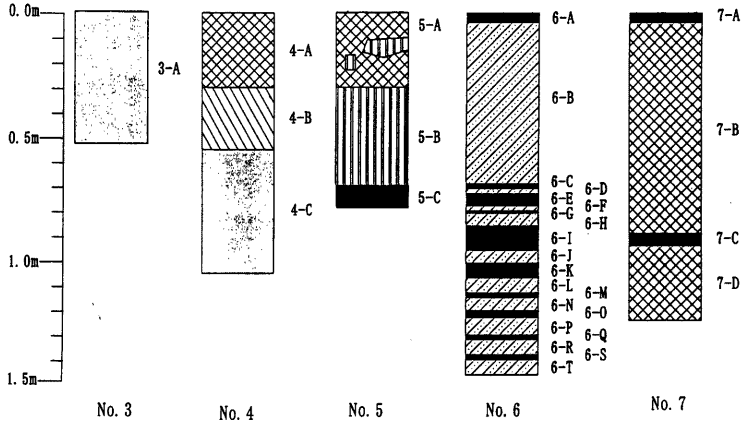 0.0m
0.5m
1.0m
1.5m
3-A
No. 3
4-A
4-B
4-C
No. 4
5-A
5-B
5-C
No. 5
6-A
6-B
6-C
6-D
6-E
6-F
6-G
6-H
6-I
6-J
6-K
6-L
6-M
6-N
6-O
6-P
6-Q
6-R
6-S
6-T
No. 6
7-A
7-B
7-C
7-D
No. 7